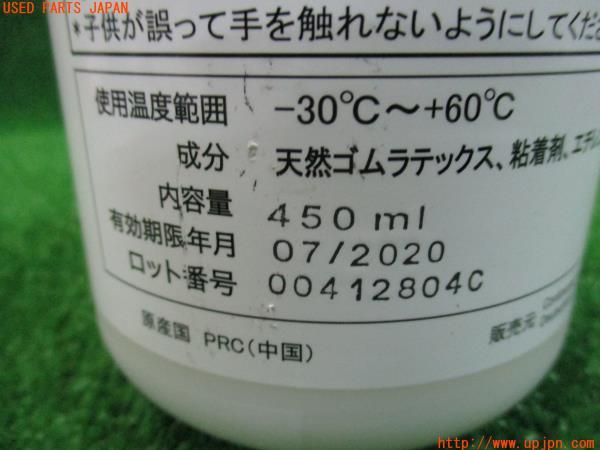 USED PARTS JAPAN
*子供が誤って手を触れないようにしてくださ
使用温度範囲 -30℃~+60℃
成分 天然ゴムラテックス、粘着剤、エチレ
内容量 450 ml
有効期限年月 07/2020
ロット番号 00412804C
原産国 PRC(中国)
販売元
http://www.upjpn.com/